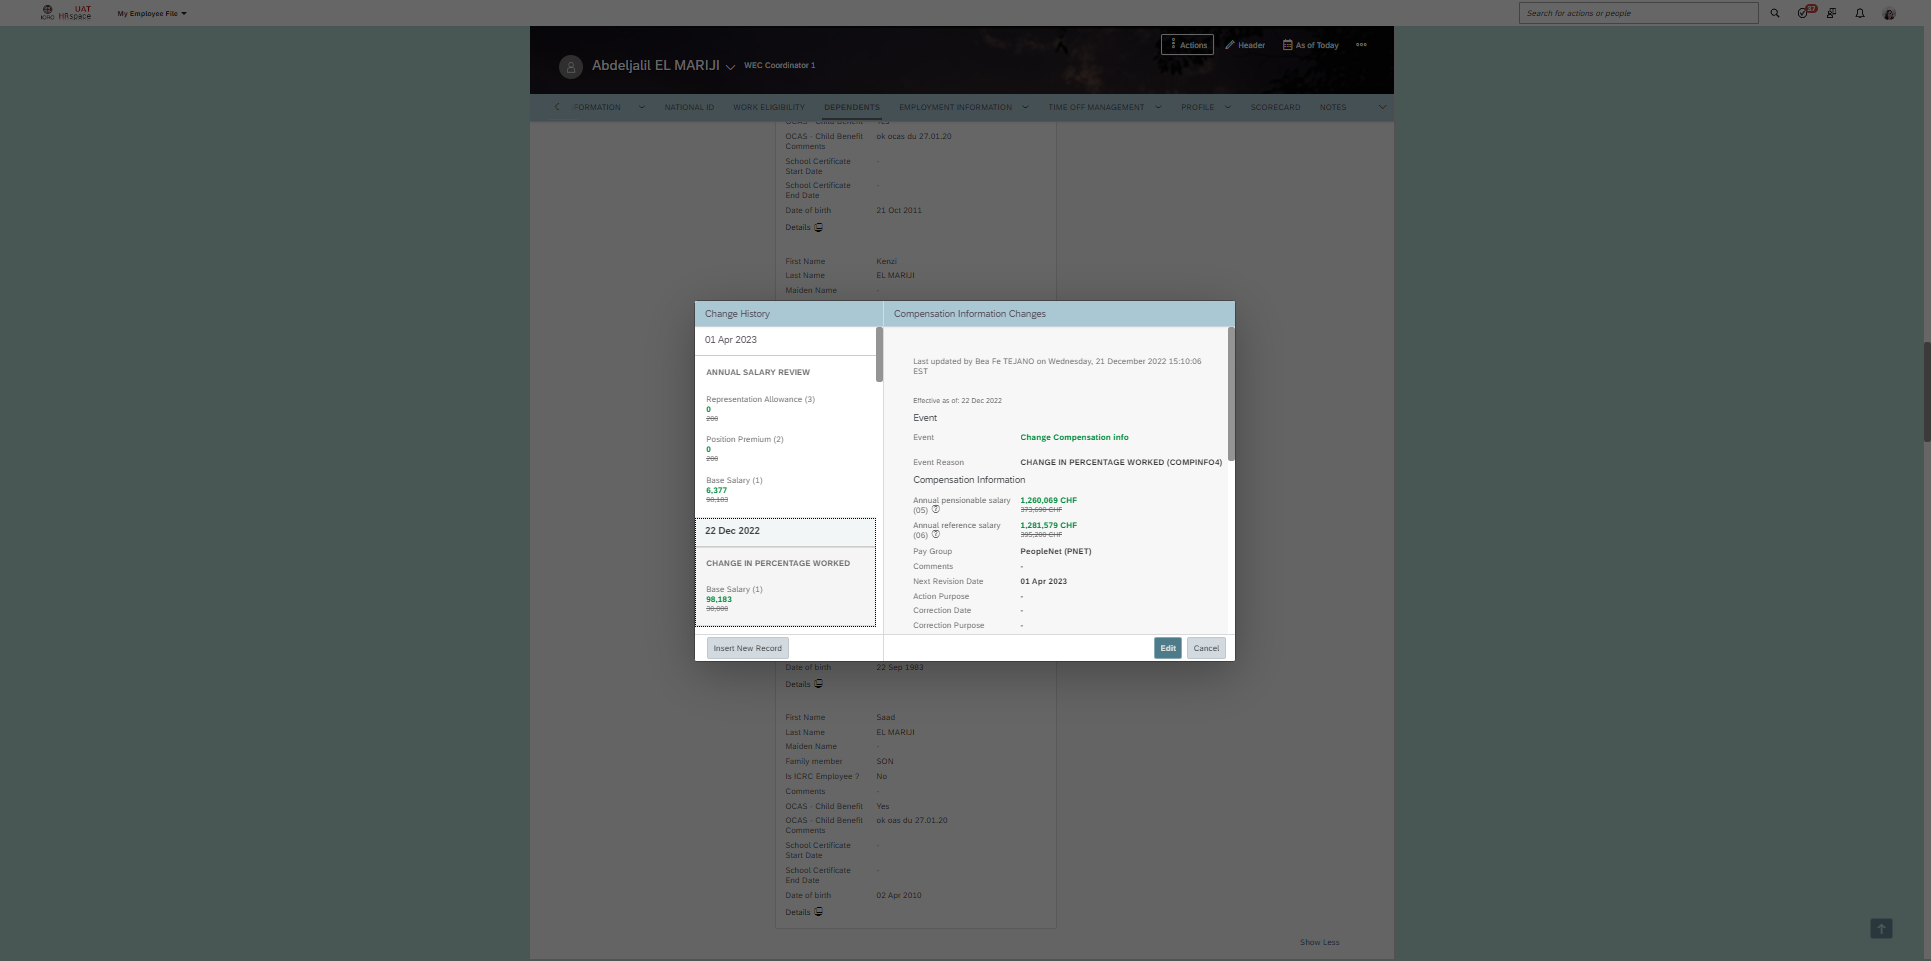 ICRC
UAT
HRspace
My Employee File
Search for actions or people
37
Abdeljalil EL MARIJI
WEC Coordinator 1
Actions
Header
As of Today
FORMATION
NATIONAL ID
WORK ELIGIBILITY
DEPENDENTS
EMPLOYMENT INFORMATION
TIME OFF MANAGEMENT
PROFILE
SCORECARD
NOTES
OCAS - Child Benefit Yes
OCAS - Child Benefit ok ocas du 27.01.20
Comments
School Certificate -
Start Date
School Certificate -
End Date
Date of birth 21 Oct 2011
Details
First Name Kenzi
Last Name EL MARIJI
Maiden Name -
Change History
01 Apr 2023
ANNUAL SALARY REVIEW
Representation Allowance (3)
0
200
Position Premium (2)
0
200
Base Salary (1)
6,377
98,183
22 Dec 2022
CHANGE IN PERCENTAGE WORKED
Base Salary (1)
98,183
30,000
Insert New Record
Compensation Information Changes
Last updated by Bea Fe TEJANO on Wednesday, 21 December 2022 15:10:06
EST
Effective as of: 22 Dec 2022
Event
Event Change Compensation info
Event Reason CHANGE IN PERCENTAGE WORKED (COMPINFO4)
Compensation Information
Annual pensionable salary 1,260,069 CHF
(05) 373,690 CHF
Annual reference salary 1,281,579 CHF
(06) 395,200 CHF
Pay Group PeopleNet (PNET)
Comments -
Next Revision Date 01 Apr 2023
Action Purpose -
Correction Date -
Correction Purpose -
Edit
Cancel
Date of birth 22 Sep 1983
Details
First Name Saad
Last Name EL MARIJI
Maiden Name -
Family member SON
Is ICRC Employee ? No
Comments -
OCAS - Child Benefit Yes
OCAS - Child Benefit ok oas du 27.01.20
Comments
School Certificate -
Start Date
School Certificate -
End Date
Date of birth 02 Apr 2010
Details
Show Less